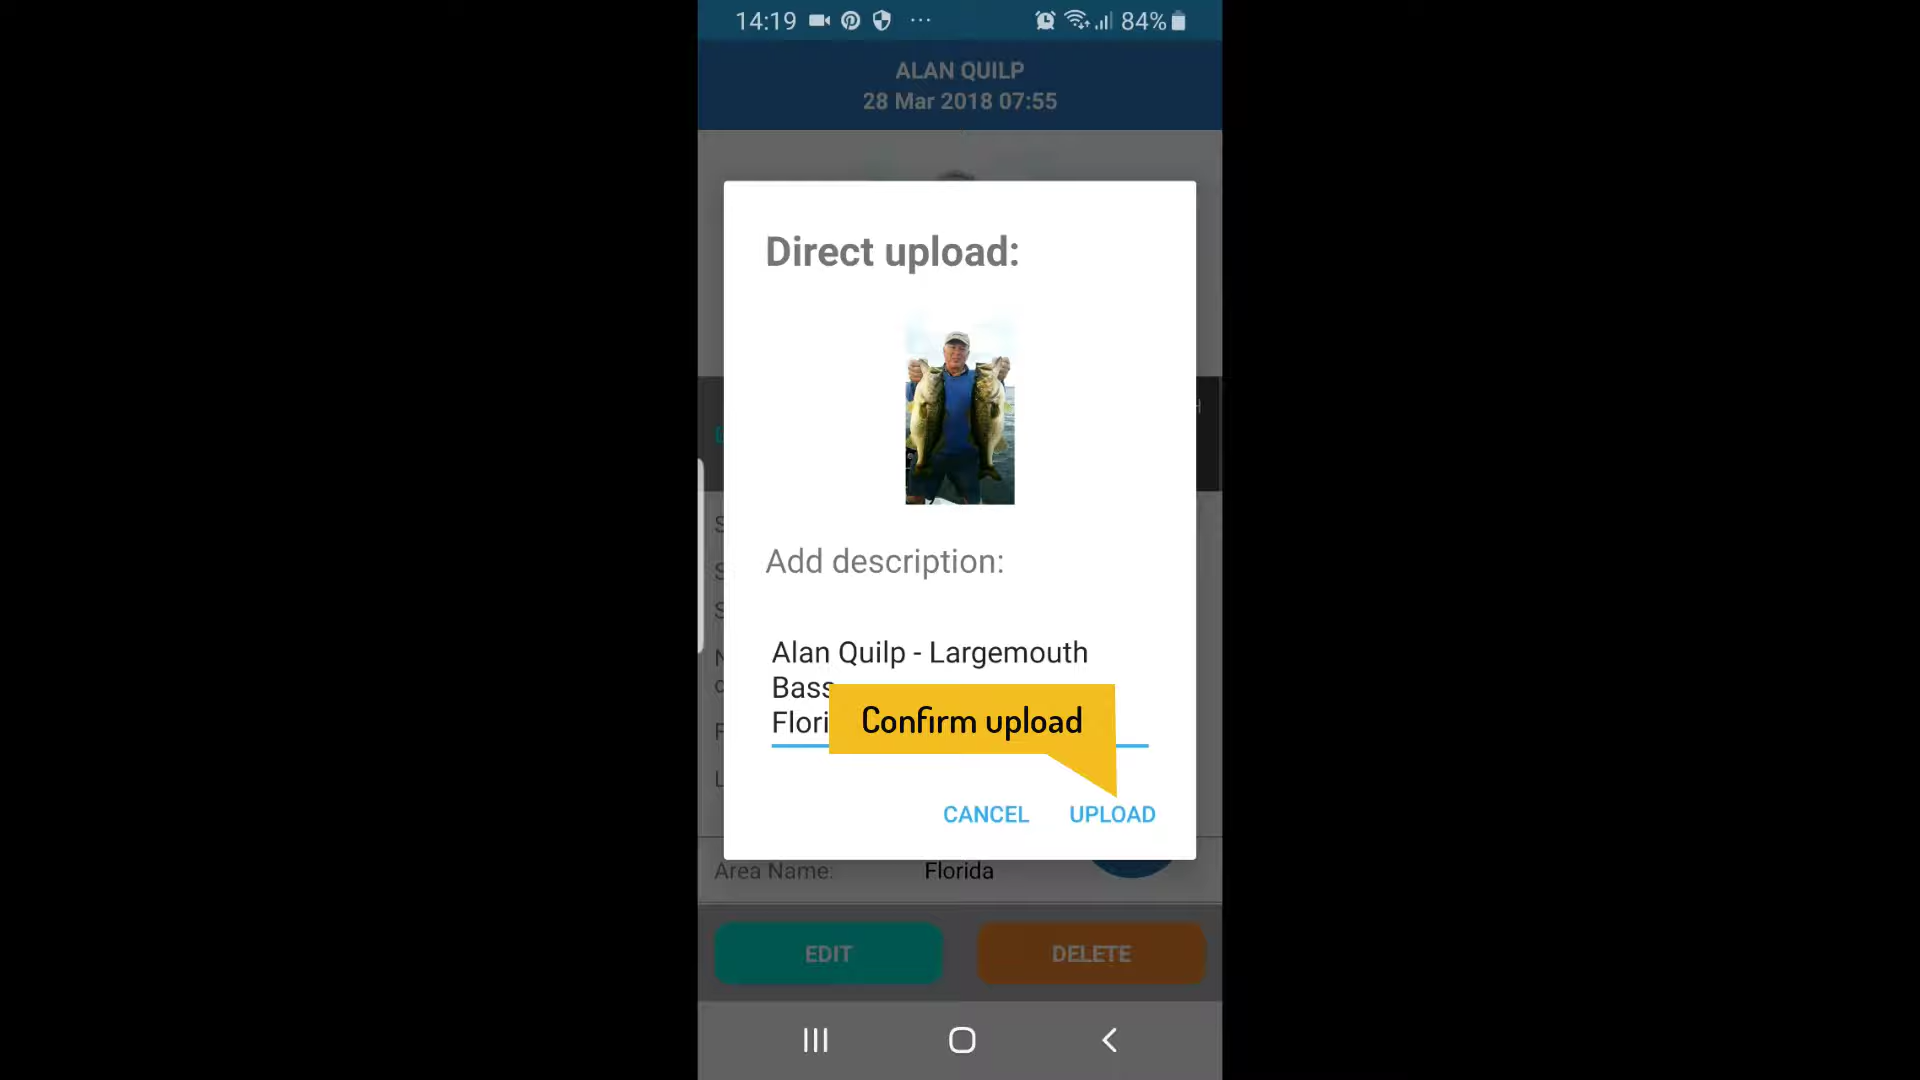 14:19 ... 84%
ALAN QUILP
28 Mar 2018 07:55
Direct upload:
Add description:
Alan Quilp - Largemouth
Bass
Flori
Confirm upload
CANCEL UPLOAD
Area Name: Florida
EDIT DELETE